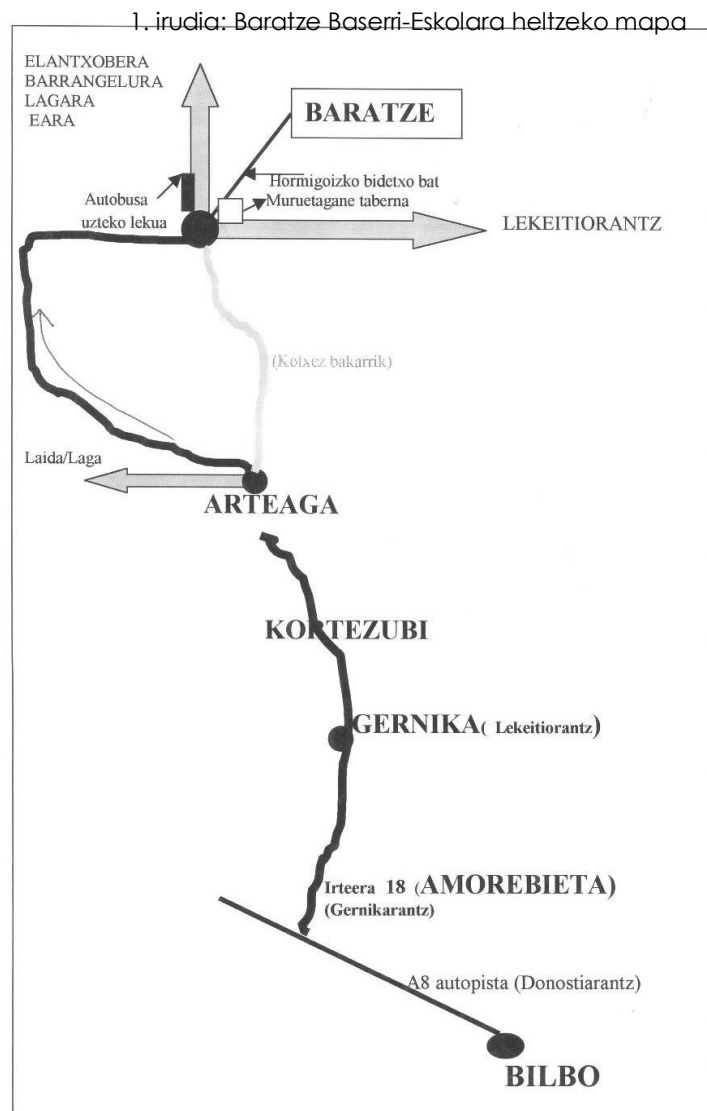 1. irudia: Baratze Baserri-Eskolara heltzeko mapa
ELANTXOBERA
BARRANGELURA
LAGARA
EARA
BARATZE
Hormigoizko bidetxo bat
Autobusa
uzteko lekua
Muruetagane taberna
LEKEITIORANTZ
(Kotxez bakarrik)
Laida/Laga
ARTEAGA
KORTEZUBI
GERNIKA( Lekeitiorantz)
Irteera 18 (AMOREBIETA)
(Gernikarantz)
A8 autopista (Donostiarantz)
BILBO